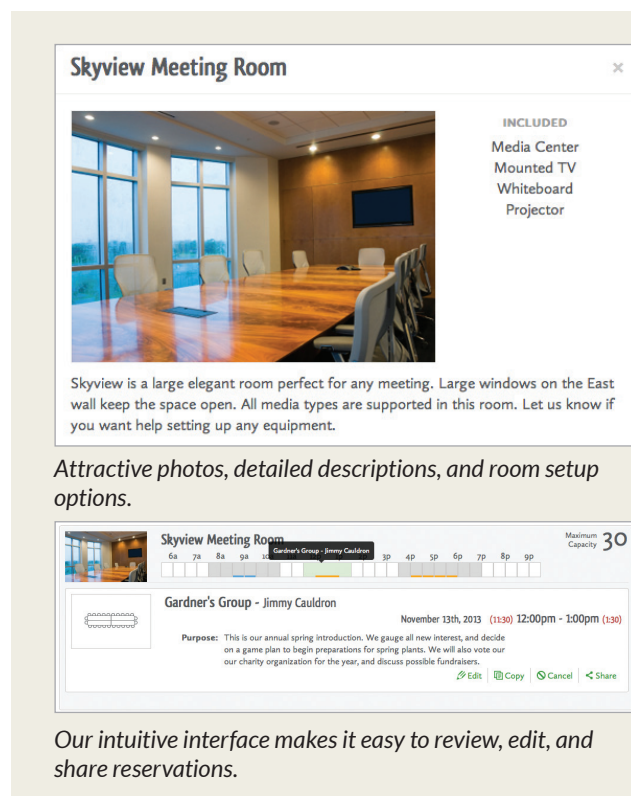 Skyview Meeting Room
×
INCLUDED
Media Center
Mounted TV
Whiteboard
Projector
Skyview is a large elegant room perfect for any meeting. Large windows on the East
wall keep the space open. All media types are supported in this room. Let us know if
you want help setting up any equipment.
Attractive photos, detailed descriptions, and room setup
options.
Skyview Meeting Room
Maximum
Capacity 30
6a 7a 8a 9a 3p 4p 5p 6p 7p 8p 9p
Gardner's Group - Jimmy Cauldron
Gardner's Group - Jimmy Cauldron
November 13th, 2013 (11:30) 12:00pm - 1:00pm (1:30)
Purpose: This is our annual spring introduction. We gauge all new interest, and decide
on a game plan to begin preparations for spring plants. We will also vote our
our charity organization for the year, and discuss possible fundraisers.
Edit Copy Cancel Share
Our intuitive interface makes it easy to review, edit, and
share reservations.